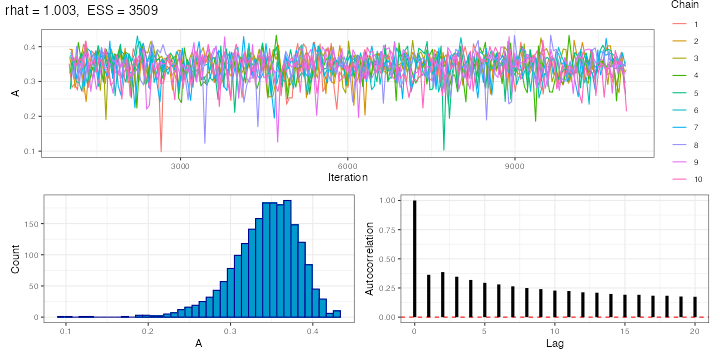 rhat = 1.003, ESS = 3509
Chain
1
2
3
4
5
6
7
8
9
10
0.4
0.3
0.2
0.1
A
3000 6000 9000
Iteration
150
100
50
0
Count
0.1 0.2 0.3 0.4
A
1.00
0.75
0.50
0.25
0.00
Autocorrelation
0 5 10 15 20
Lag